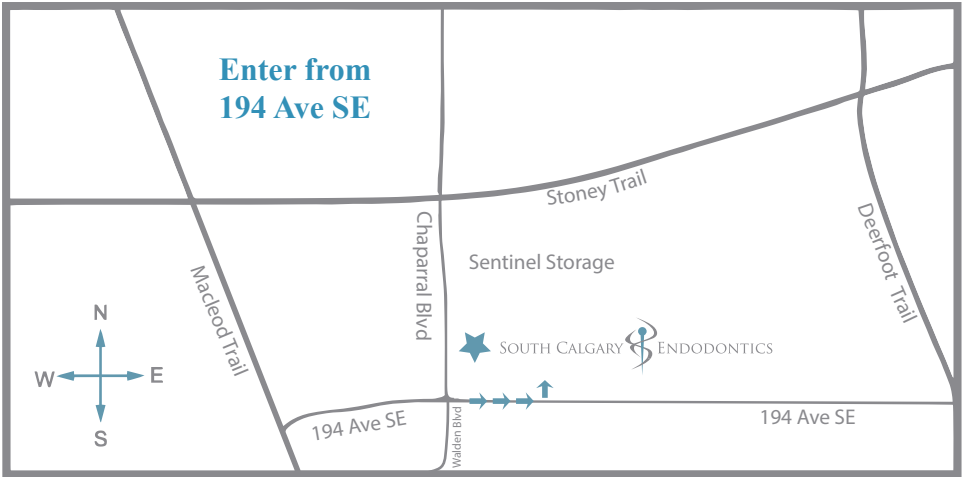 Enter from
194 Ave SE
Stoney Trail
Chaparral Blvd
Deerfoot Trail
Sentinel Storage
Macleod Trail
N
W
E
S
SOUTH CALGARY ENDODONTICS
194 Ave SE
Walden Blvd
194 Ave SE